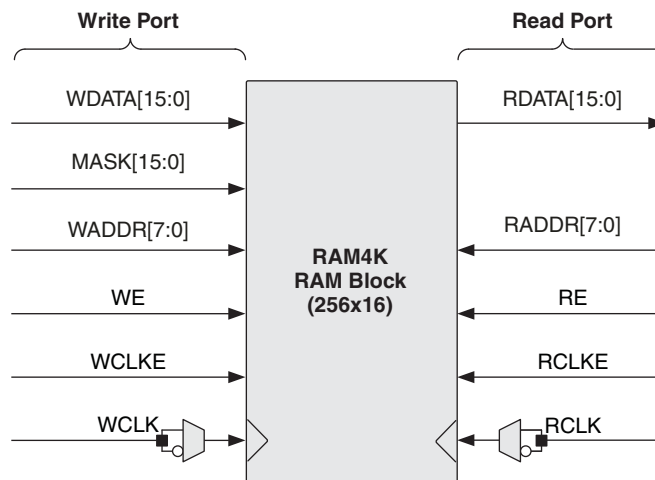 Write Port
Read Port
WDATA[15:0]
RDATA[15:0]
MASK[15:0]
WADDR[7:0]
RADDR[7:0]
RAM4K
RAM Block
(256x16)
WE
RE
WCLKE
RCLKE
WCLK
RCLK